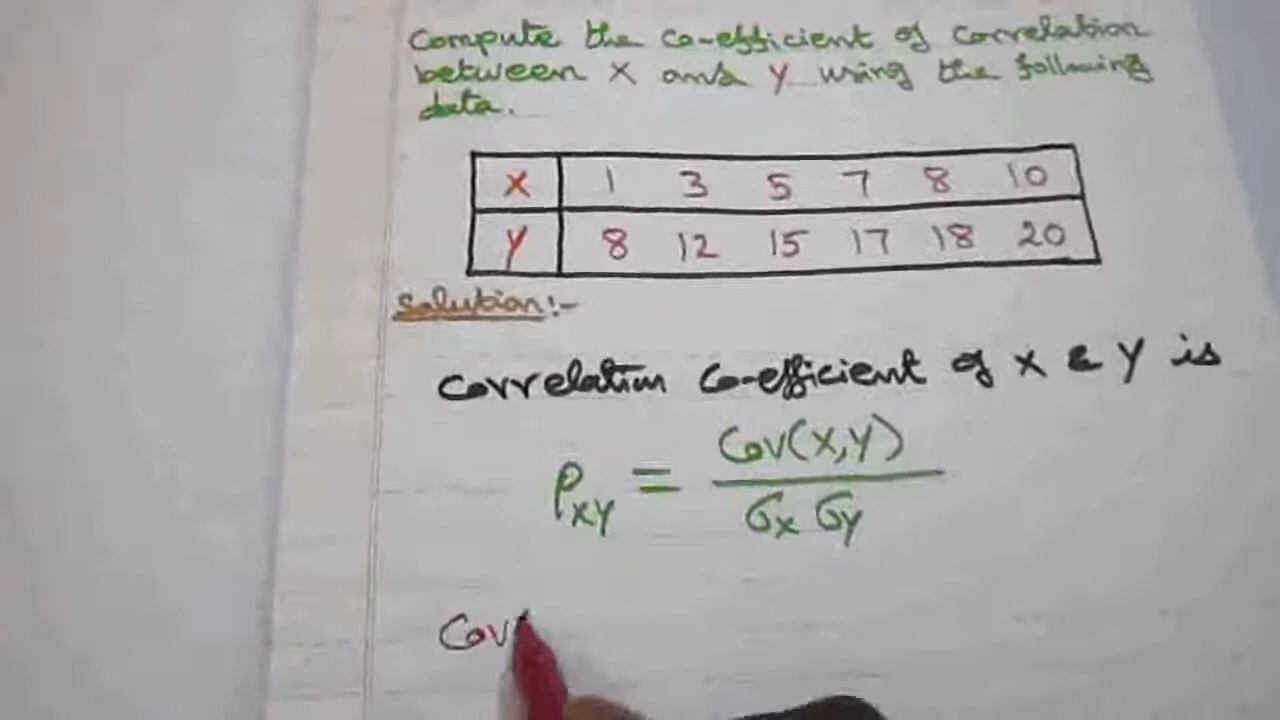 Compute the co-efficient of correlation
between X and Y using the following
data.
X 1 3 5 7 8 10
Y 8 12 15 17 18 20
Solution:-
Correlation Co-efficient of X & Y is
ρXY = Cov(X,Y)
σX σY
Cov